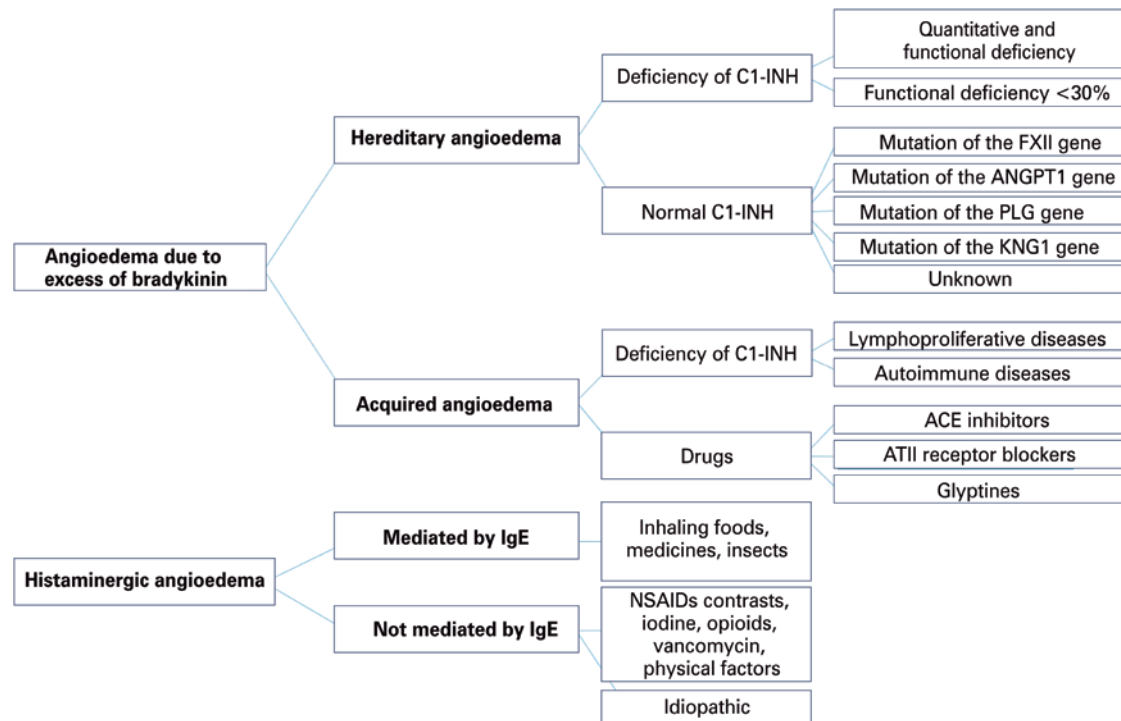 Angioedema due to
excess of bradykinin
Hereditary angioedema
Deficiency of C1-INH
Quantitative and
functional deficiency
Functional deficiency <30%
Normal C1-INH
Mutation of the FXII gene
Mutation of the ANGPT1 gene
Mutation of the PLG gene
Mutation of the KNG1 gene
Unknown
Acquired angioedema
Deficiency of C1-INH
Lymphoproliferative diseases
Autoimmune diseases
Drugs
ACE inhibitors
ATII receptor blockers
Glyptines
Histaminergic angioedema
Mediated by IgE
Inhaling foods,
medicines, insects
Not mediated by IgE
NSAIDs contrasts,
iodine, opioids,
vancomycin,
physical factors
Idiopathic